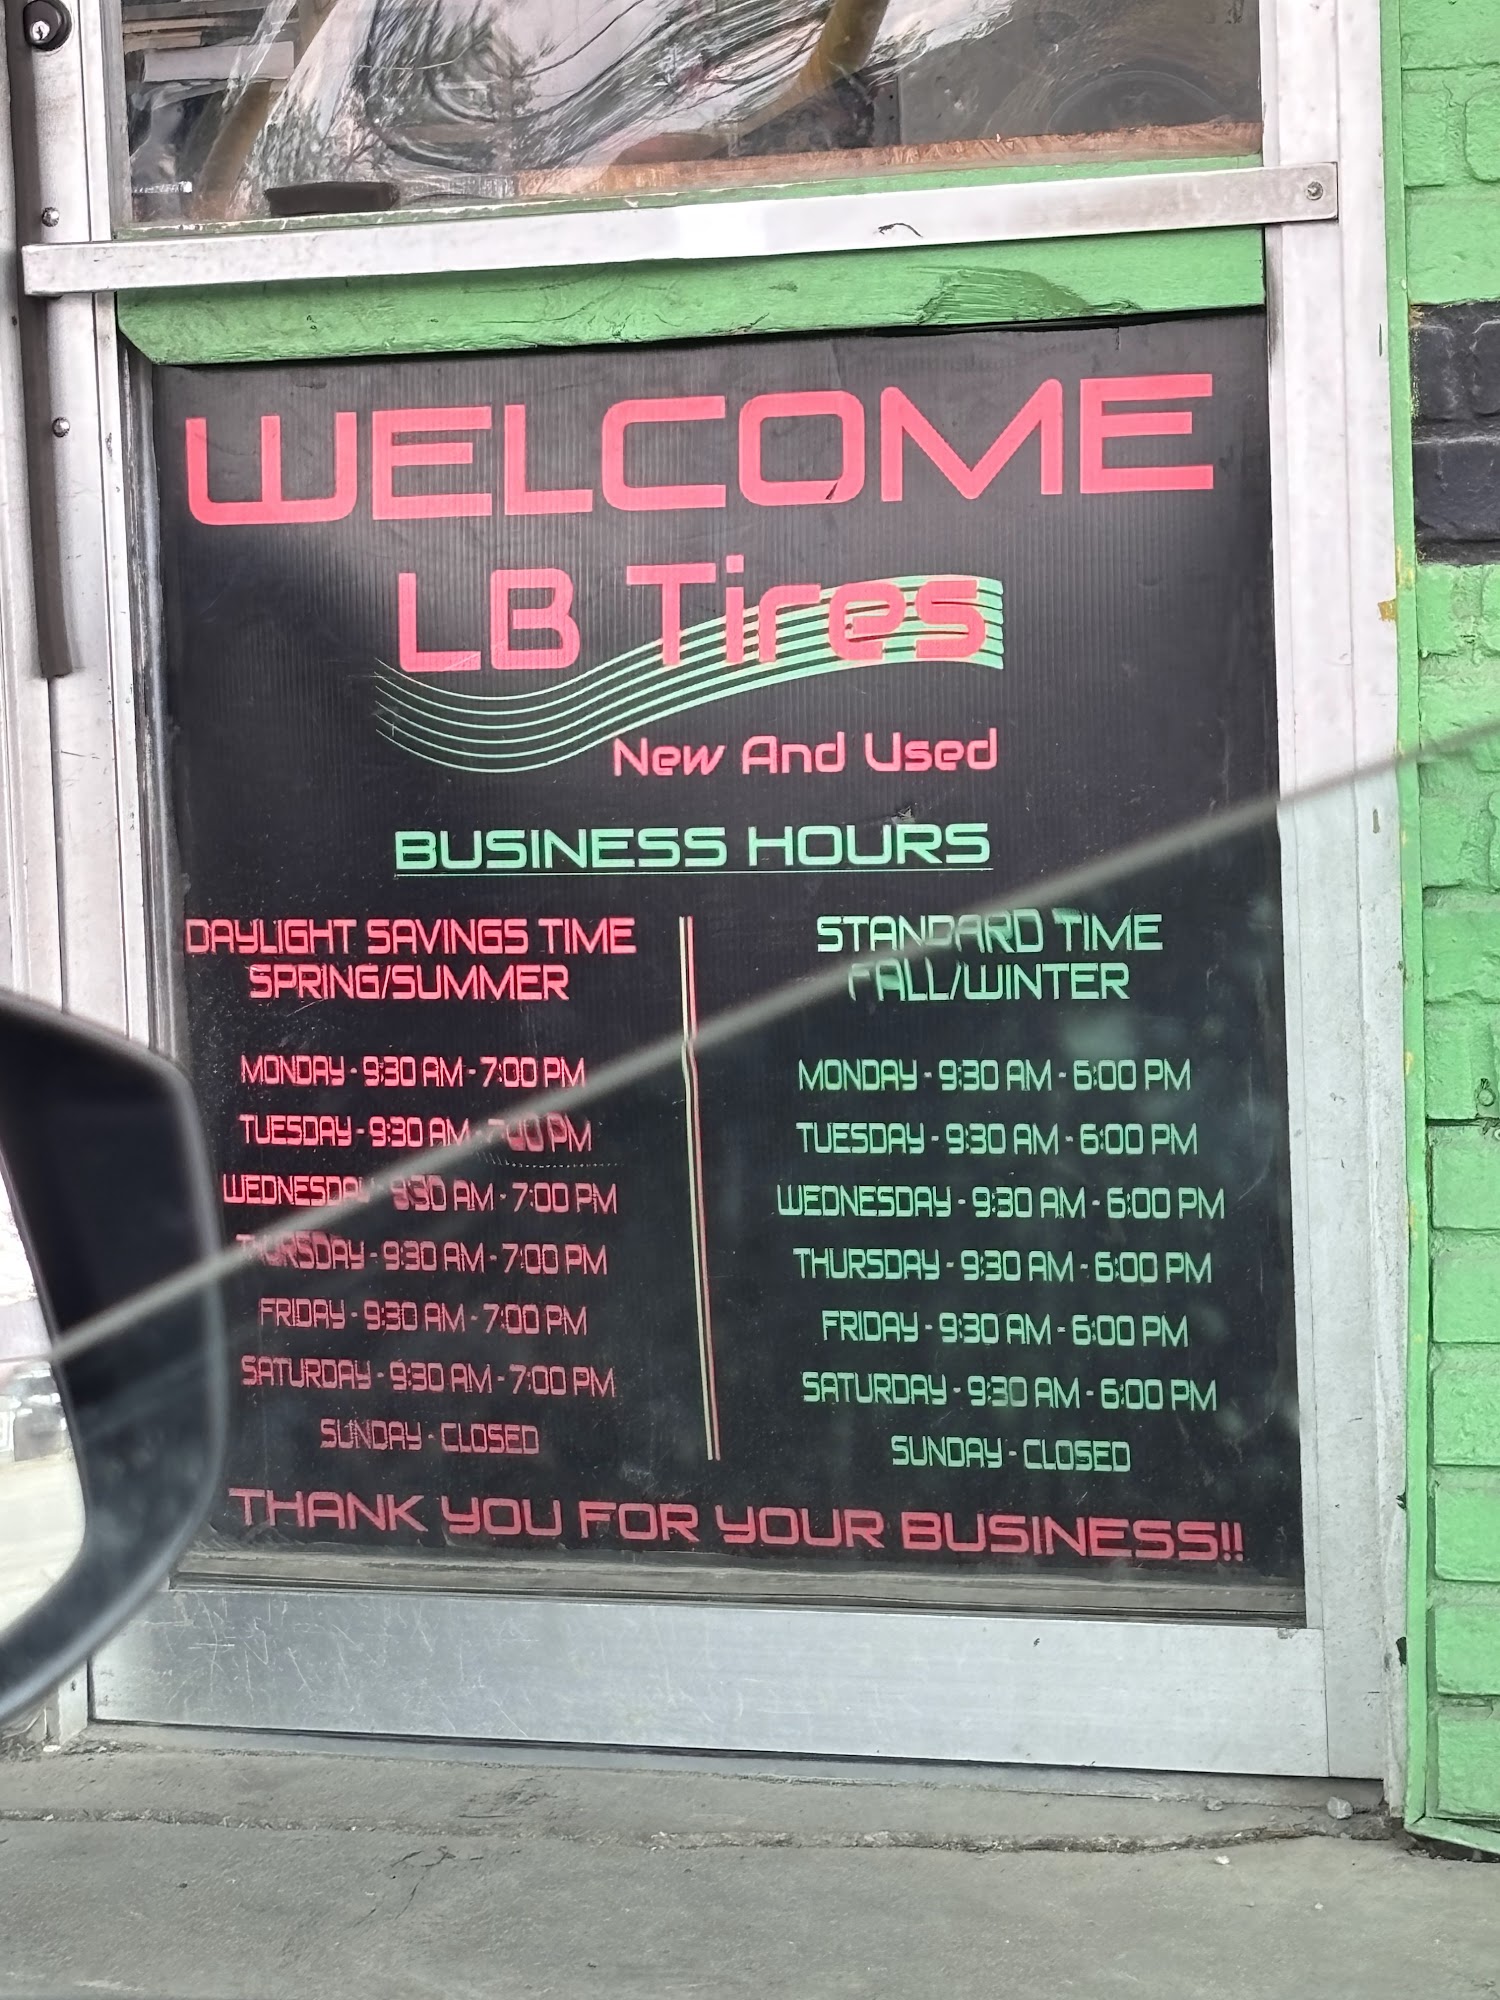 WELCOME
LB Tires
New And Used
BUSINESS HOURS
DAYLIGHT SAVINGS TIME
SPRING/SUMMER
MONDAY - 9:30 AM - 7:00 PM
TUESDAY - 9:30 AM - 7:00 PM
WEDNESDAY - 9:30 AM - 7:00 PM
THURSDAY - 9:30 AM - 7:00 PM
FRIDAY - 9:30 AM - 7:00 PM
SATURDAY - 9:30 AM - 7:00 PM
SUNDAY - CLOSED
STANDARD TIME
FALL/WINTER
MONDAY - 9:30 AM - 6:00 PM
TUESDAY - 9:30 AM - 6:00 PM
WEDNESDAY - 9:30 AM - 6:00 PM
THURSDAY - 9:30 AM - 6:00 PM
FRIDAY - 9:30 AM - 6:00 PM
SATURDAY - 9:30 AM - 6:00 PM
SUNDAY - CLOSED
THANK YOU FOR YOUR BUSINESS!!